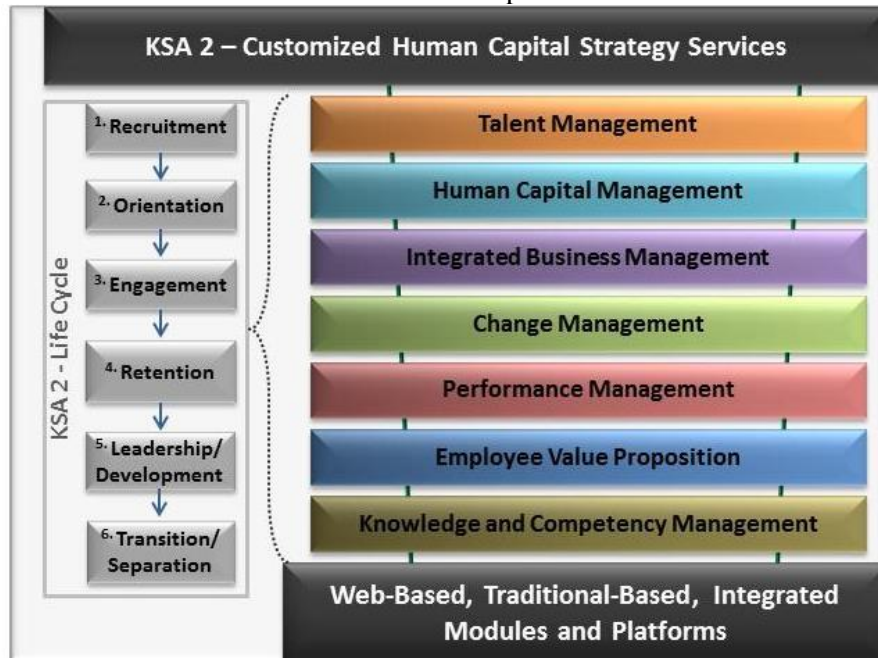 KSA 2 – Customized Human Capital Strategy Services
KSA 2 - Life Cycle
1. Recruitment
2. Orientation
3. Engagement
4. Retention
5. Leadership/
Development
6. Transition/
Separation
Talent Management
Human Capital Management
Integrated Business Management
Change Management
Performance Management
Employee Value Proposition
Knowledge and Competency Management
Web-Based, Traditional-Based, Integrated
Modules and Platforms